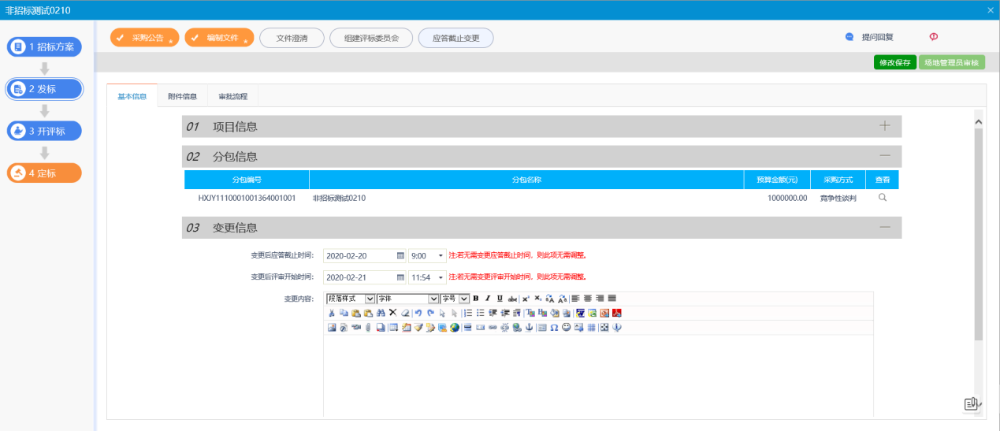 非招标测试0210
1 招标方案
2 发标
3 开评标
4 定标
采购公告 编制文件 文件澄清 组建评标委员会 应答截止变更 提问回复
修改保存 场地管理员审核
基本信息 附件信息 审批流程
01 项目信息
02 分包信息
分包编号 分包名称 预算金额(元) 采购方式 查看
HXJY1110001001364001001 非招标测试0210 1000000.00 竞争性谈判
03 变更信息
变更后应答截止时间: 2020-02-20 9:00 注:若无需变更应答截止时间，则此项无需调整。
变更后评审开始时间: 2020-02-21 11:54 注:若无需变更评审开始时间，则此项无需调整。
变更内容: 段落样式 字体 字号 B I U abc